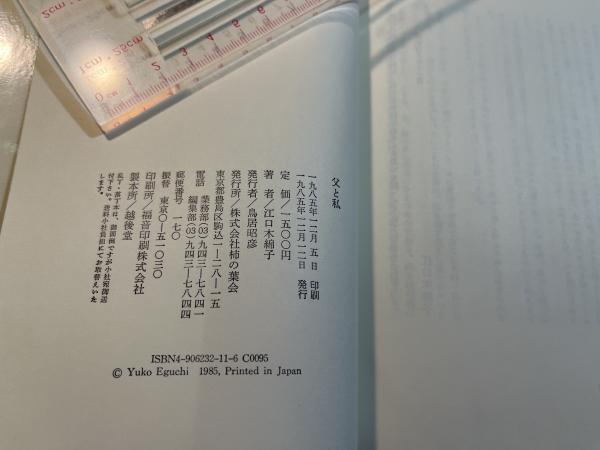 父と私
一九八五年一二月 五日 印刷
一九八五年一二月一二日 発行
定 価/一五〇〇円
著 者/江口木綿子
発行者/鳥居昭彦
発行所/株式会社柿の葉会
東京都豊島区駒込一―二八―一五
電話 業務部(03)九四三―七八四一
編集部(03)九四三―七八四四
郵便番号 一七〇
振替 東京〇―五一〇三〇
印刷所/福音印刷株式会社
製本所/越後堂
乱丁・落丁本は、御面倒ですが小社宛御送
付下さい。送料小社負担にてお取替えいた
します。
ISBN4-906232-11-6 C0095
© Yuko Eguchi 1985, Printed in Japan